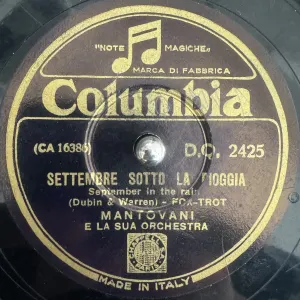 "NOTE MAGICHE„
MARCA DI FABBRICA
Columbia
(CA 16386) D.Q. 2425
SETTEMBRE SOTTO LA PIOGGIA
September in the rain
(Dubin & Warren) - FOX-TROT
MANTOVANI
E LA SUA ORCHESTRA
MADE IN ITALY